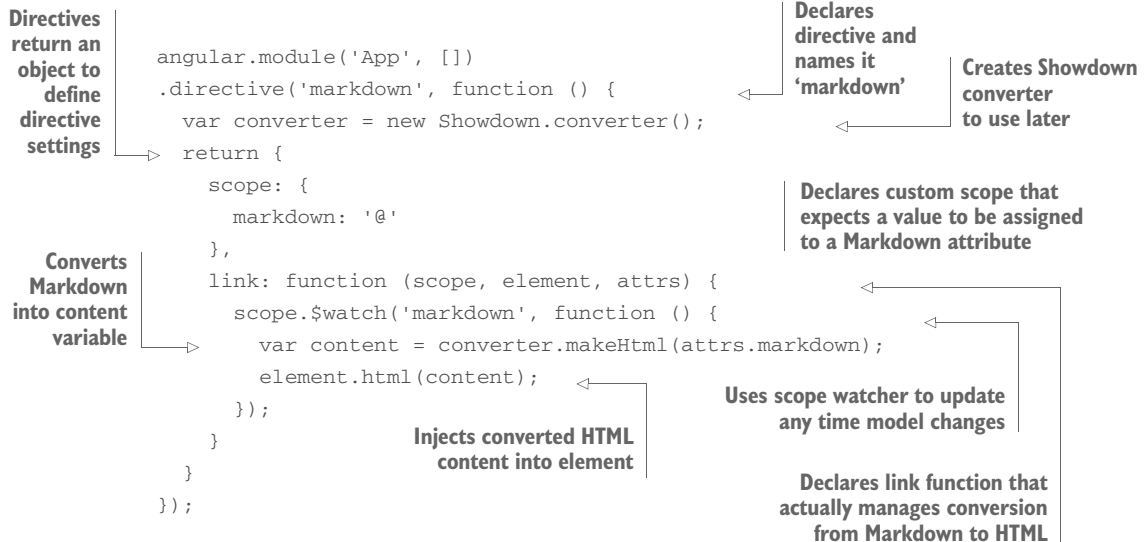 Directives
return an
object to
define
directive
settings
Declares
directive and
names it
‘markdown’
Creates Showdown
converter
to use later
angular.module('App', [])
.directive('markdown', function () {
var converter = new Showdown.converter();
return {
scope: {
markdown: '@'
},
Declares custom scope that
expects a value to be assigned
to a Markdown attribute
Converts
Markdown
into content
variable
link: function (scope, element, attrs) {
scope.$watch('markdown', function () {
var content = converter.makeHtml(attrs.markdown);
element.html(content);
});
}
}
});
Uses scope watcher to update
any time model changes
Injects converted HTML
content into element
Declares link function that
actually manages conversion
from Markdown to HTML